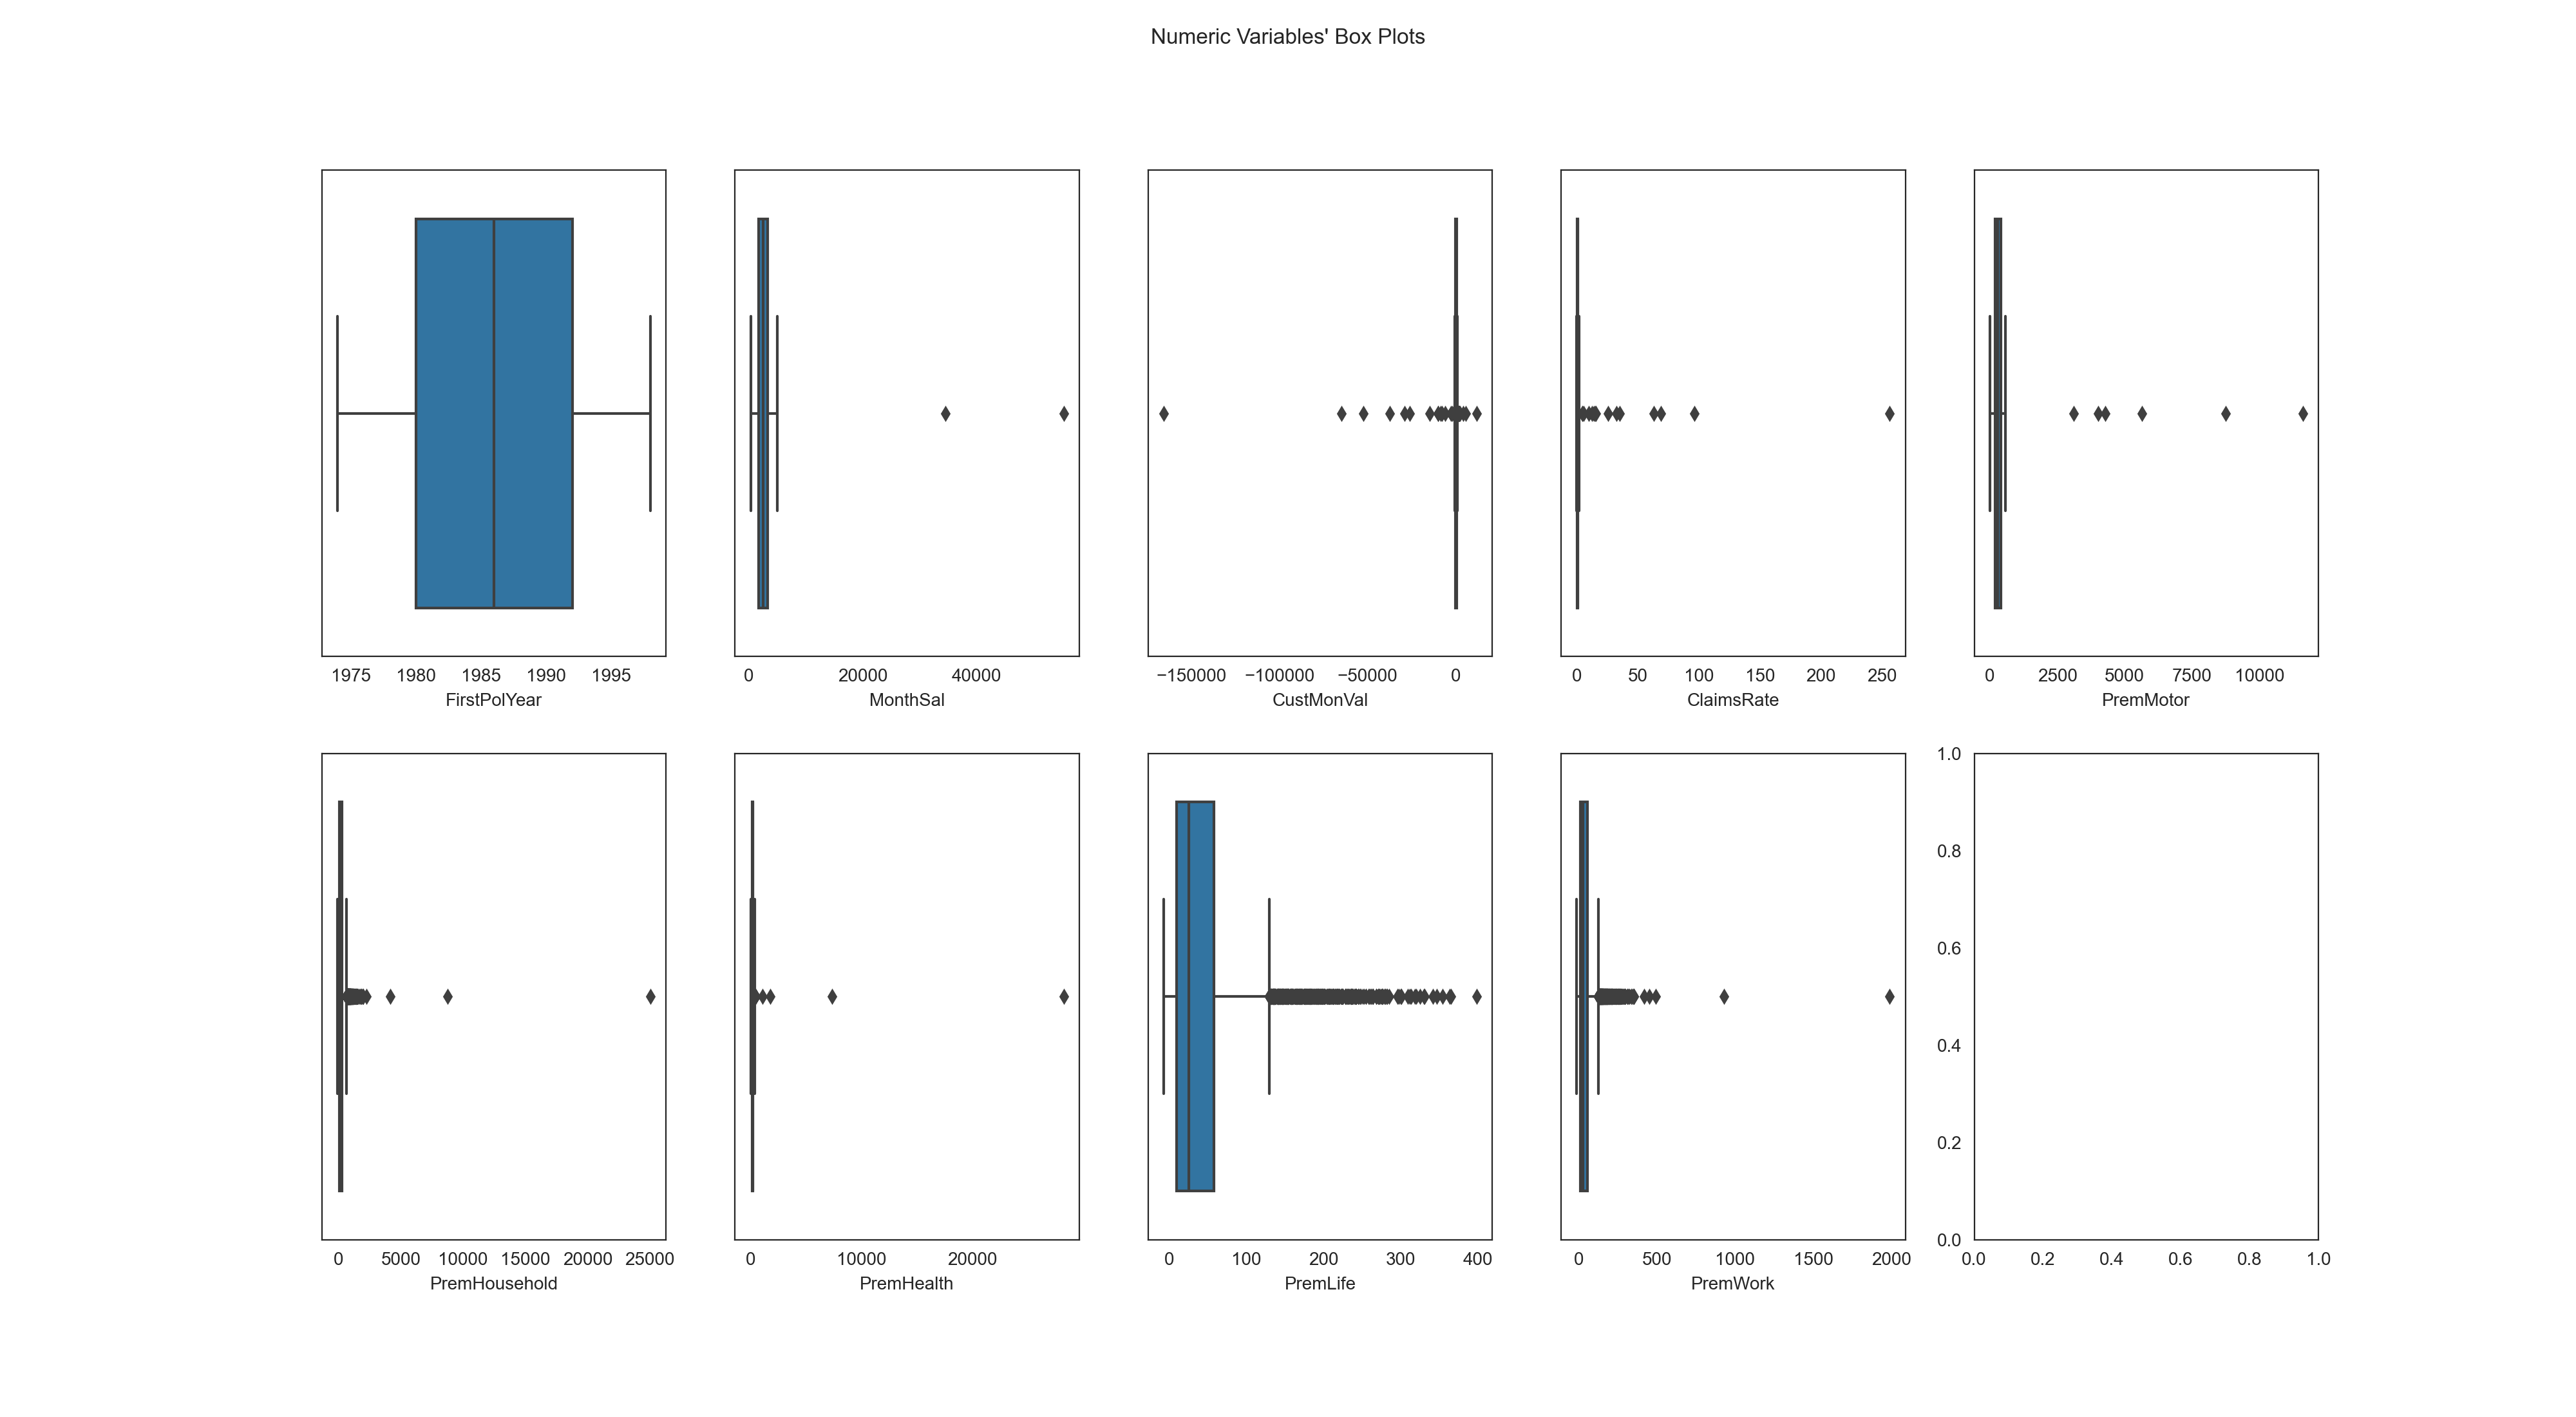 Numeric Variables' Box Plots
1975 1980 1985 1990 1995
FirstPolYear
0 20000 40000
MonthSal
−150000 −100000 −50000 0
CustMonVal
0 50 100 150 200 250
ClaimsRate
0 2500 5000 7500 10000
PremMotor
0 5000 10000 15000 20000 25000
PremHousehold
0 10000 20000
PremHealth
0 100 200 300 400
PremLife
0 500 1000 1500 2000
PremWork
1.0
0.8
0.6
0.4
0.2
0.0
0.0 0.2 0.4 0.6 0.8 1.0